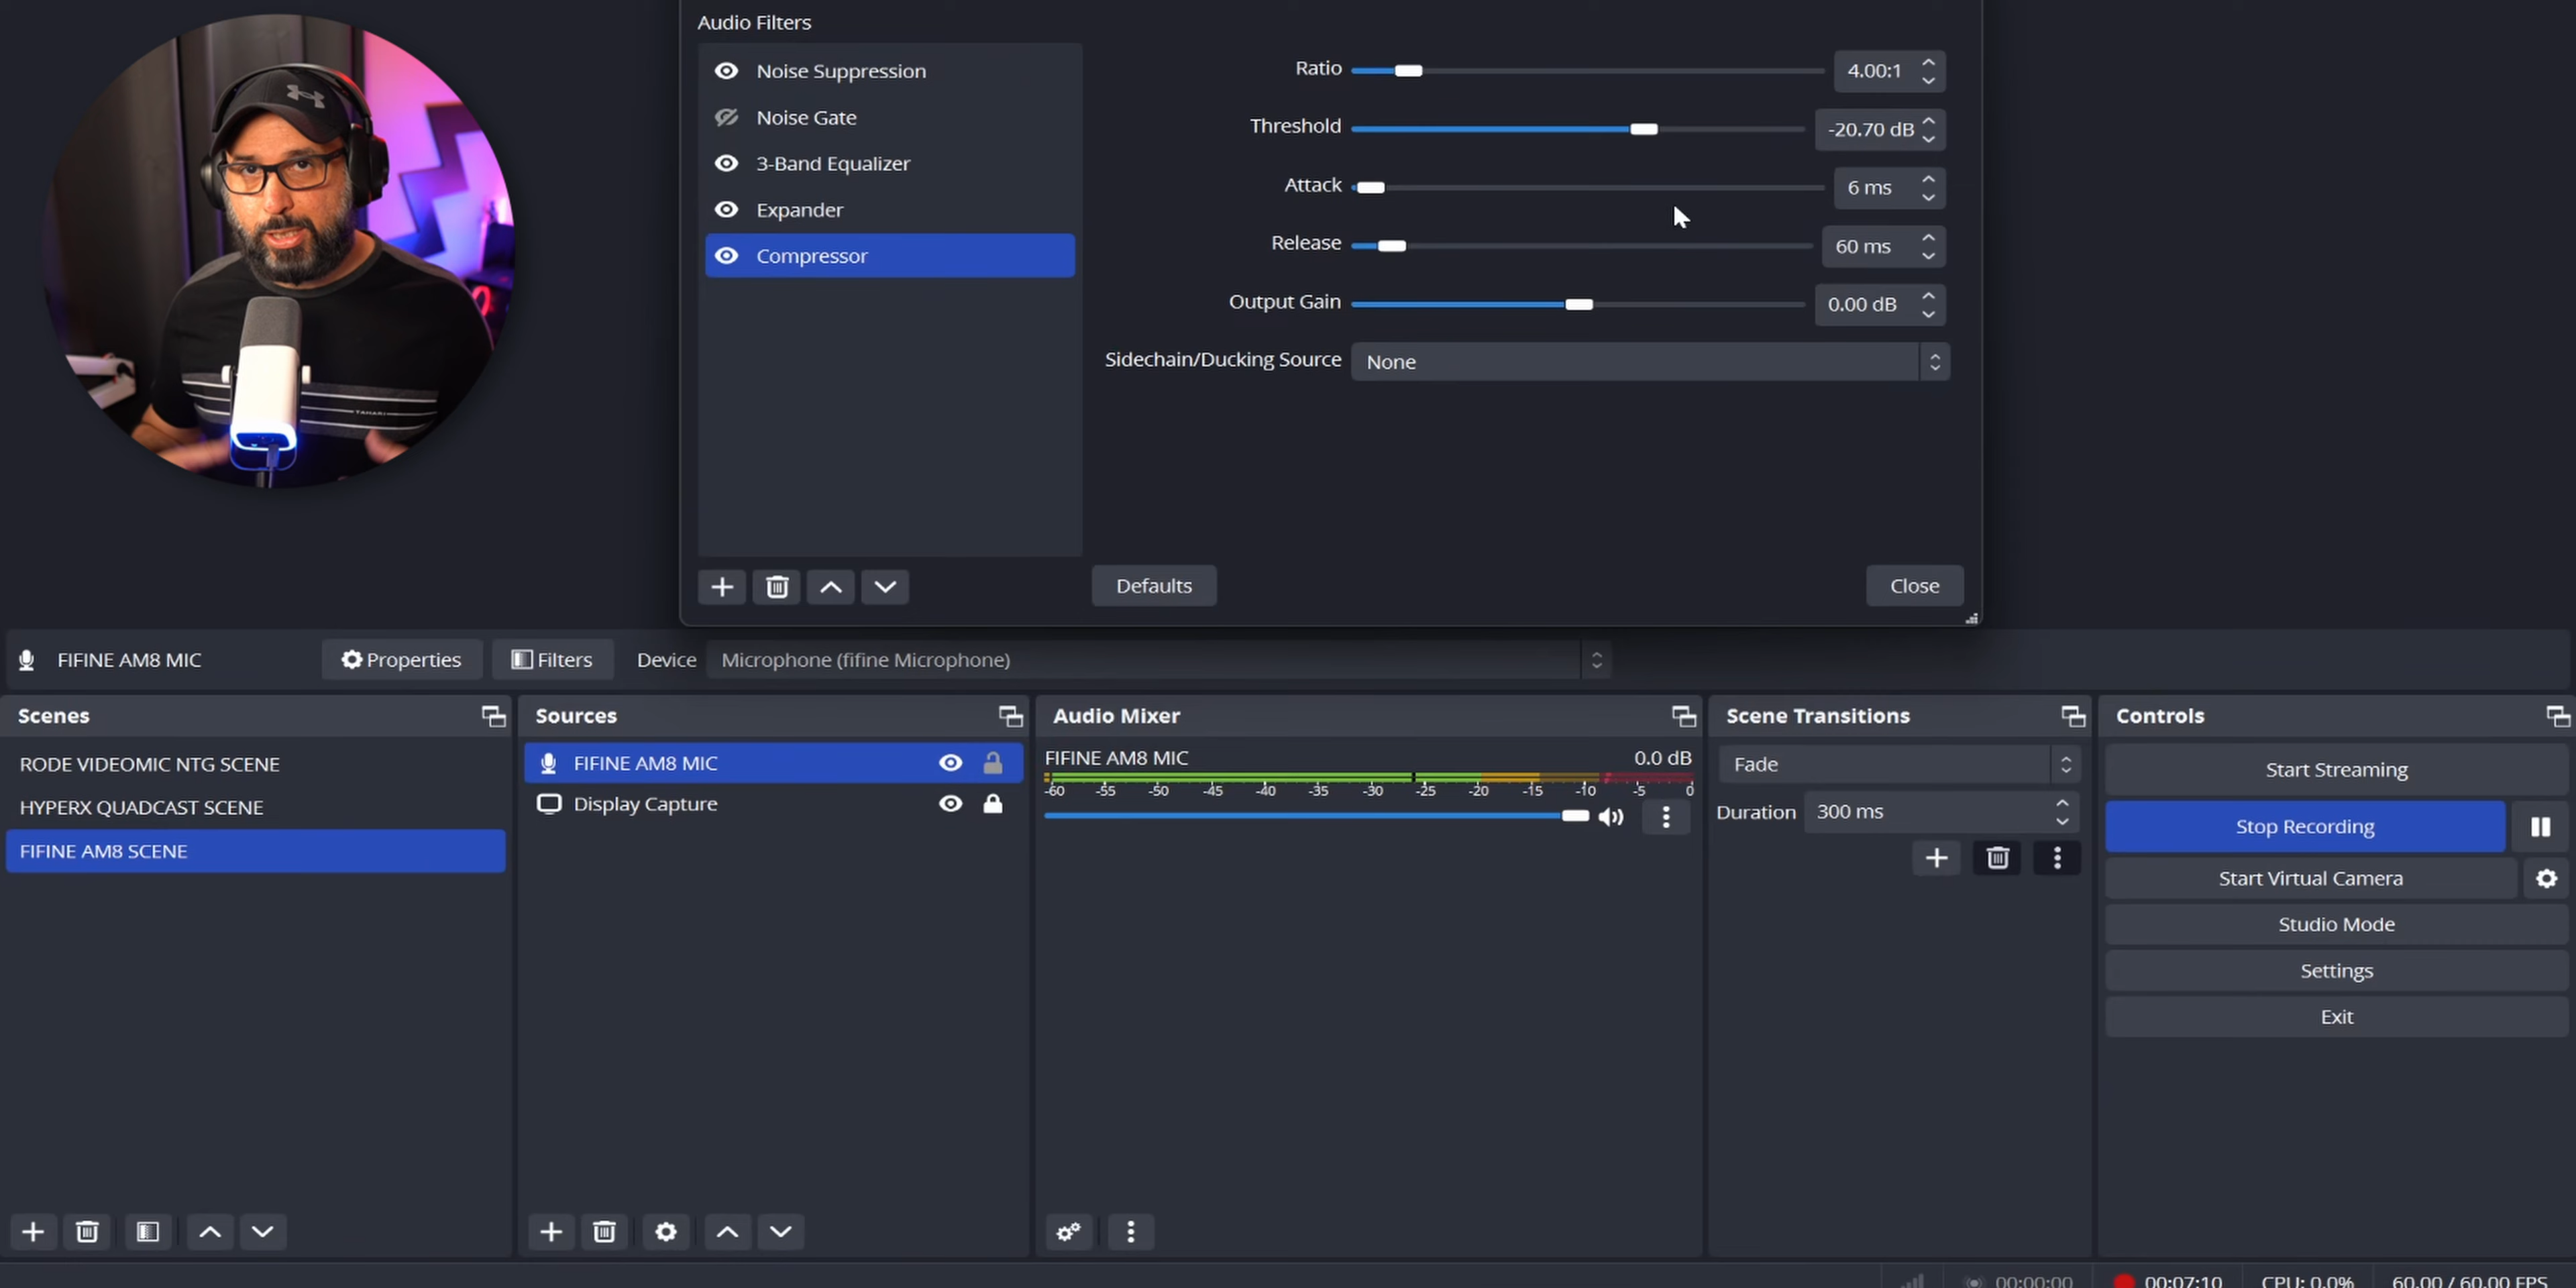 Audio Filters
Noise Suppression
Noise Gate
3-Band Equalizer
Expander
Compressor
Ratio 4.00:1
Threshold -20.70 dB
Attack 6 ms
Release 60 ms
Output Gain 0.00 dB
Sidechain/Ducking Source None
Defaults Close
FIFINE AM8 MIC Properties Filters Device Microphone (fifine Microphone)
Scenes
RODE VIDEOMIC NTG SCENE
HYPERX QUADCAST SCENE
FIFINE AM8 SCENE
Sources
FIFINE AM8 MIC
Display Capture
Audio Mixer
FIFINE AM8 MIC 0.0 dB
-60 -55 -50 -45 -40 -35 -30 -25 -20 -15 -10 -5 0
Scene Transitions
Fade
Duration 300 ms
Controls
Start Streaming
Stop Recording
Start Virtual Camera
Studio Mode
Settings
Exit
00:00:00 00:07:10 CPU: 0.0% 60.00 / 60.00 FPS